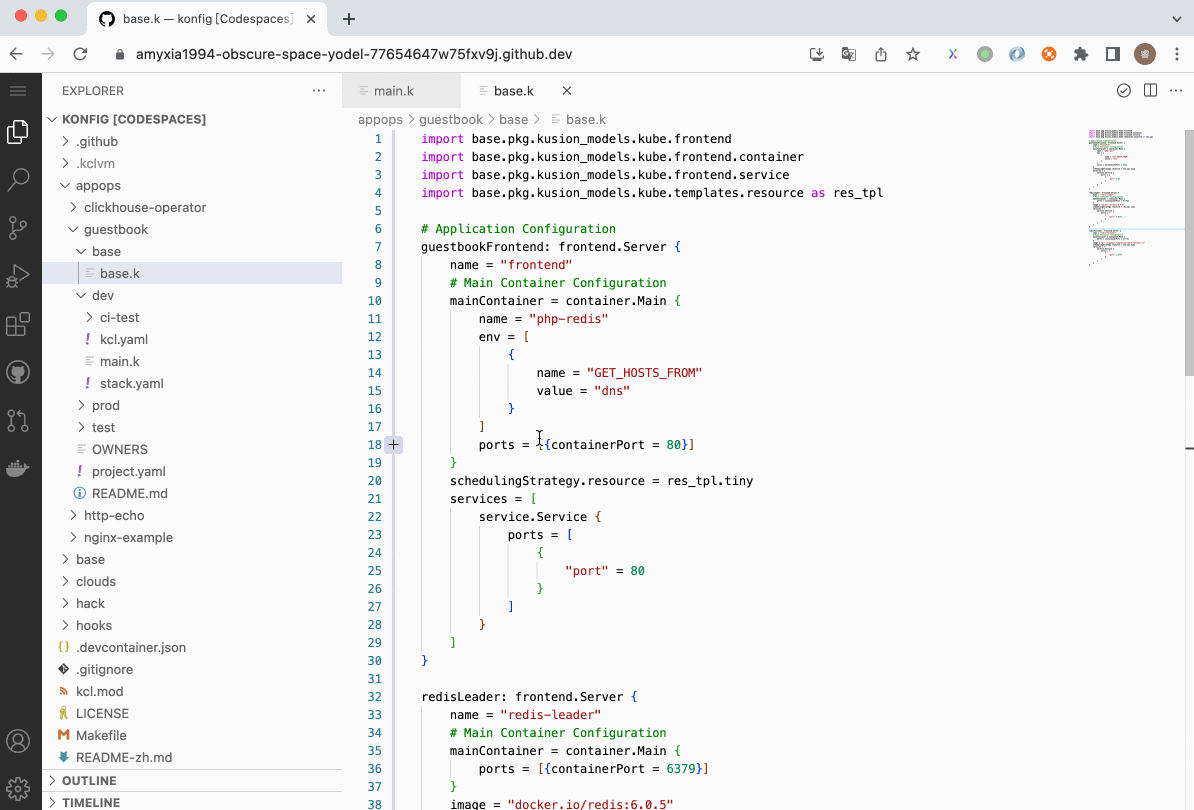 base.k — konfig [Codespaces]
amyxia1994-obscure-space-yodel-77654647w75fxv9j.github.dev
EXPLORER
KONFIG [CODESPACES]
.github
.kclvm
appops
clickhouse-operator
guestbook
base
base.k
dev
ci-test
! kcl.yaml
main.k
! stack.yaml
prod
test
OWNERS
! project.yaml
README.md
http-echo
nginx-example
base
clouds
hack
hooks
{} .devcontainer.json
.gitignore
kcl.mod
LICENSE
Makefile
README-zh.md
OUTLINE
TIMELINE
main.k
base.k
appops > guestbook > base > base.k
1 import base.pkg.kusion_models.kube.frontend
2 import base.pkg.kusion_models.kube.frontend.container
3 import base.pkg.kusion_models.kube.frontend.service
4 import base.pkg.kusion_models.kube.templates.resource as res_tpl
5
6 # Application Configuration
7 guestbookFrontend: frontend.Server {
8 name = "frontend"
9 # Main Container Configuration
10 mainContainer = container.Main {
11 name = "php-redis"
12 env = [
13 {
14 name = "GET_HOSTS_FROM"
15 value = "dns"
16 }
17 ]
18 ports = [{containerPort = 80}]
19 }
20 schedulingStrategy.resource = res_tpl.tiny
21 services = [
22 service.Service {
23 ports = [
24 {
25 "port" = 80
26 }
27 ]
28 }
29 ]
30 }
31
32 redisLeader: frontend.Server {
33 name = "redis-leader"
34 # Main Container Configuration
35 mainContainer = container.Main {
36 ports = [{containerPort = 6379}]
37 }
38 image = "docker.io/redis:6.0.5"